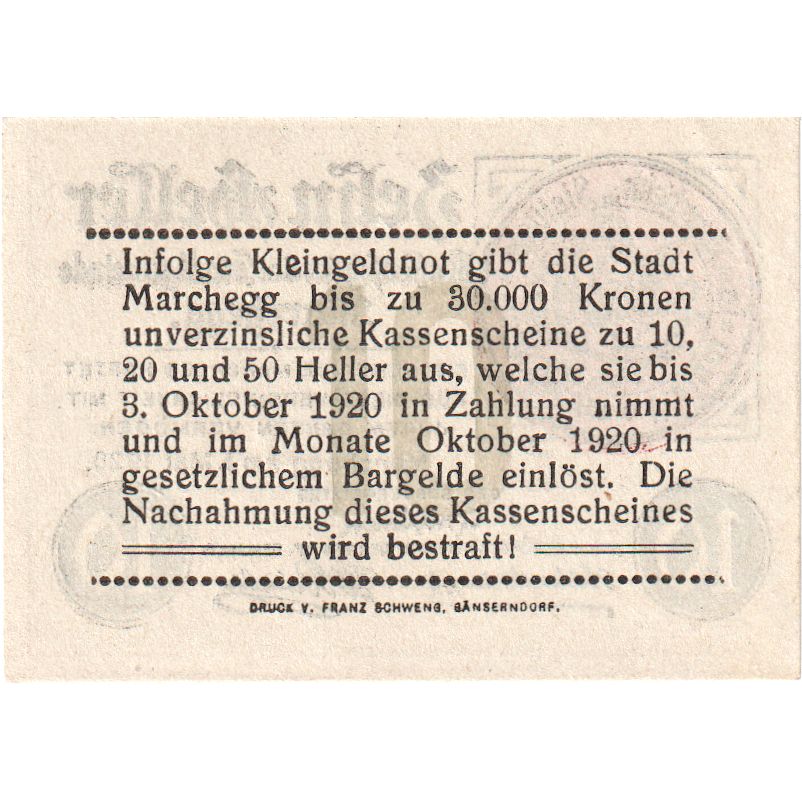 Infolge Kleingeldnot gibt die Stadt
Marchegg bis zu 30.000 Kronen
unverzinsliche Kassenscheine zu 10,
20 und 50 Heller aus, welche sie bis
3. Oktober 1920 in Zahlung nimmt
und im Monate Oktober 1920 in
gesetzlichem Bargelde einlöst. Die
Nachahmung dieses Kassenscheines
wird bestraft!
DRUCK V. FRANZ SCHWENG, GÄNSERNDORF.